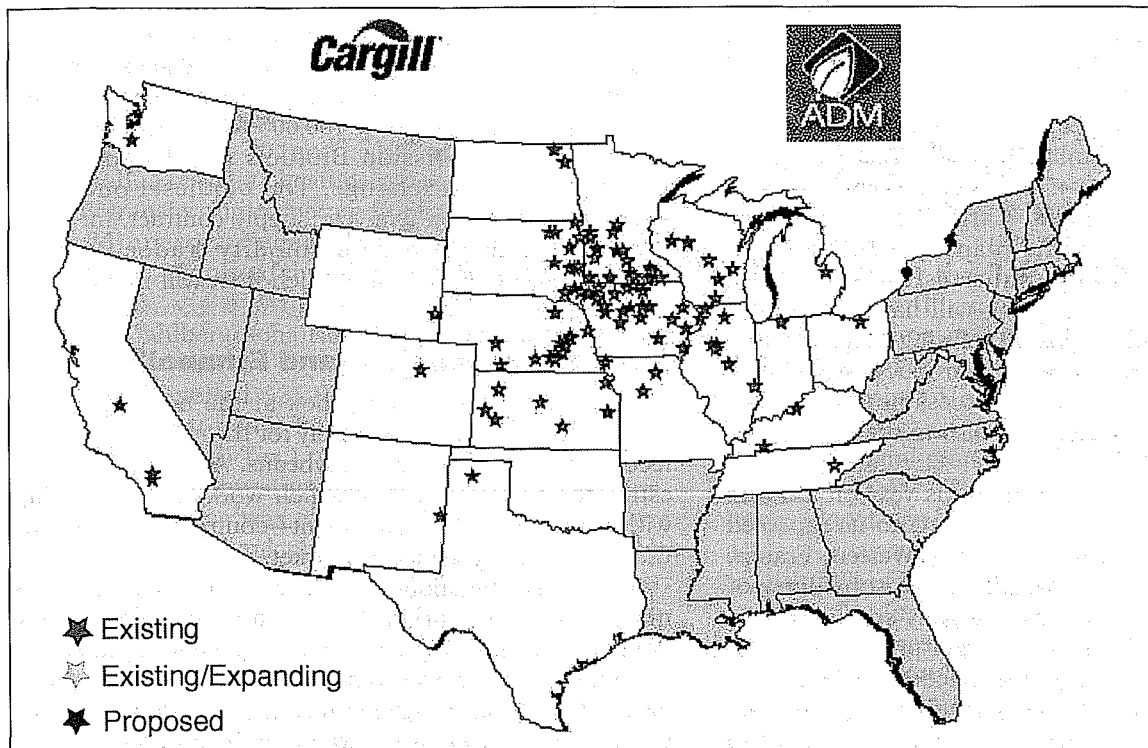 Cargill
ADM
Existing
Existing/Expanding
Proposed